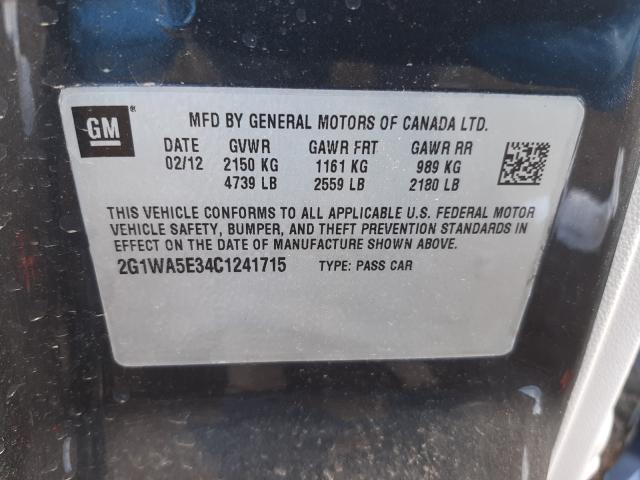 GM®
MFD BY GENERAL MOTORS OF CANADA LTD.
DATE GVWR GAWR FRT GAWR RR
02/12 2150 KG 1161 KG 989 KG
4739 LB 2559 LB 2180 LB
THIS VEHICLE CONFORMS TO ALL APPLICABLE U.S. FEDERAL MOTOR
VEHICLE SAFETY, BUMPER, AND THEFT PREVENTION STANDARDS IN
EFFECT ON THE DATE OF MANUFACTURE SHOWN ABOVE.
2G1WA5E34C1241715 TYPE: PASS CAR